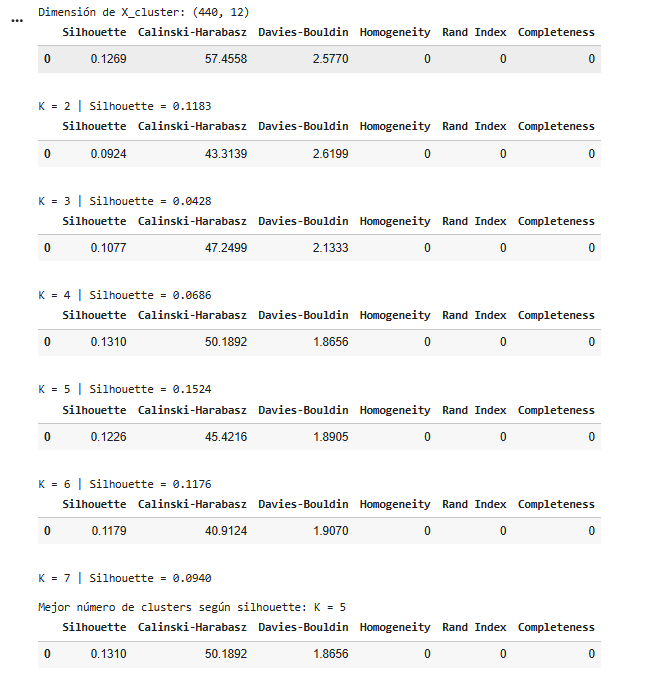 ...
Dimensión de X_cluster: (440, 12)
Silhouette Calinski-Harabasz Davies-Bouldin Homogeneity Rand Index Completeness
0 0.1269 57.4558 2.5770 0 0 0
K = 2 | Silhouette = 0.1183
Silhouette Calinski-Harabasz Davies-Bouldin Homogeneity Rand Index Completeness
0 0.0924 43.3139 2.6199 0 0 0
K = 3 | Silhouette = 0.0428
Silhouette Calinski-Harabasz Davies-Bouldin Homogeneity Rand Index Completeness
0 0.1077 47.2499 2.1333 0 0 0
K = 4 | Silhouette = 0.0686
Silhouette Calinski-Harabasz Davies-Bouldin Homogeneity Rand Index Completeness
0 0.1310 50.1892 1.8656 0 0 0
K = 5 | Silhouette = 0.1524
Silhouette Calinski-Harabasz Davies-Bouldin Homogeneity Rand Index Completeness
0 0.1226 45.4216 1.8905 0 0 0
K = 6 | Silhouette = 0.1176
Silhouette Calinski-Harabasz Davies-Bouldin Homogeneity Rand Index Completeness
0 0.1179 40.9124 1.9070 0 0 0
K = 7 | Silhouette = 0.0940
Mejor número de clusters según silhouette: K = 5
Silhouette Calinski-Harabasz Davies-Bouldin Homogeneity Rand Index Completeness
0 0.1310 50.1892 1.8656 0 0 0